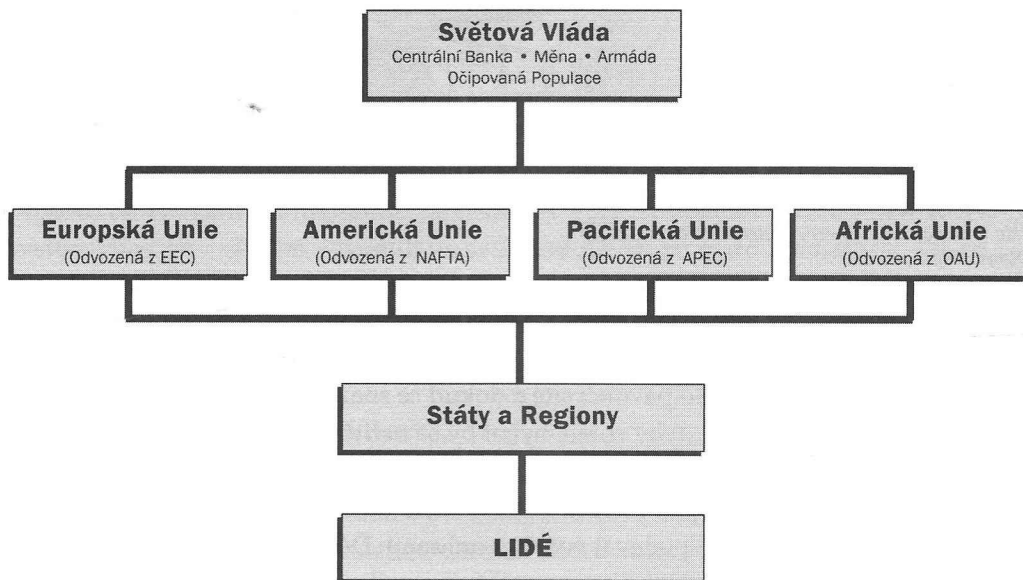 Světová Vláda
Centrální Banka • Měna • Armáda
Očipovaná Populace
Europská Unie
(Odvozená z EEC)
Americká Unie
(Odvozená z NAFTA)
Pacifická Unie
(Odvozená z APEC)
Africká Unie
(Odvozená z OAU)
Státy a Regiony
LIDÉ